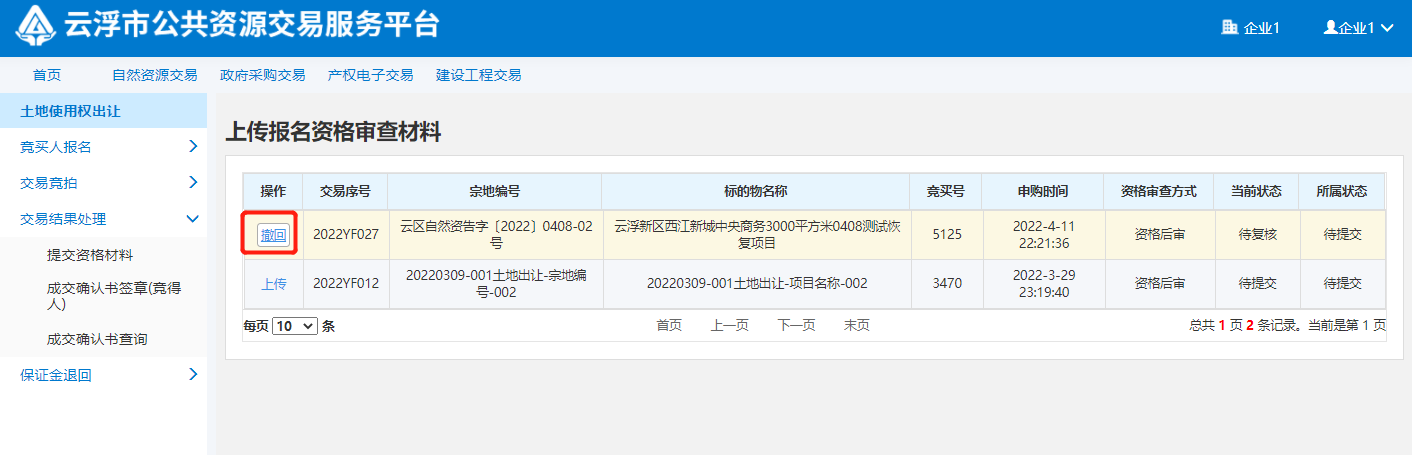 云浮市公共资源交易服务平台
企业1
企业1
首页
自然资源交易
政府采购交易
产权电子交易
建设工程交易
土地使用权出让
竞买人报名
交易竞拍
交易结果处理
提交资格材料
成交确认书签章(竞得
人)
成交确认书查询
保证金退回
上传报名资格审查材料
操作
交易序号
宗地编号
标的物名称
竞买号
申购时间
资格审查方式
当前状态
所属状态
撤回
2022YF027
云区自然资告字〔2022〕0408-02
号
云浮新区西江新城中央商务3000平方米0408测试恢
复项目
5125
2022-4-11
22:21:36
资格后审
待复核
待提交
上传
2022YF012
20220309-001土地出让-宗地编
号-002
20220309-001土地出让-项目名称-002
3470
2022-3-29
23:19:40
资格后审
待提交
待提交
每页 10 条
首页
上一页
下一页
末页
总共 1 页 2 条记录。当前是第 1 页